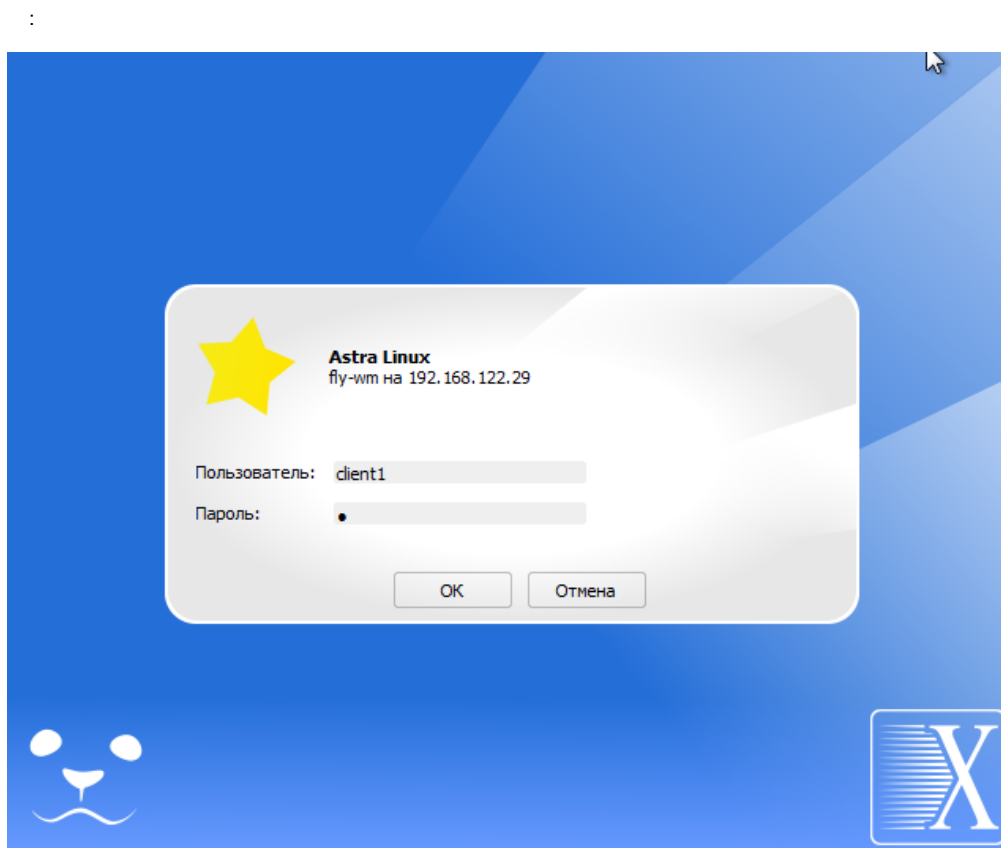 :
Astra Linux
fly-wm на 192.168.122.29
Пользователь: client1
Пароль: •
OK Отмена
X